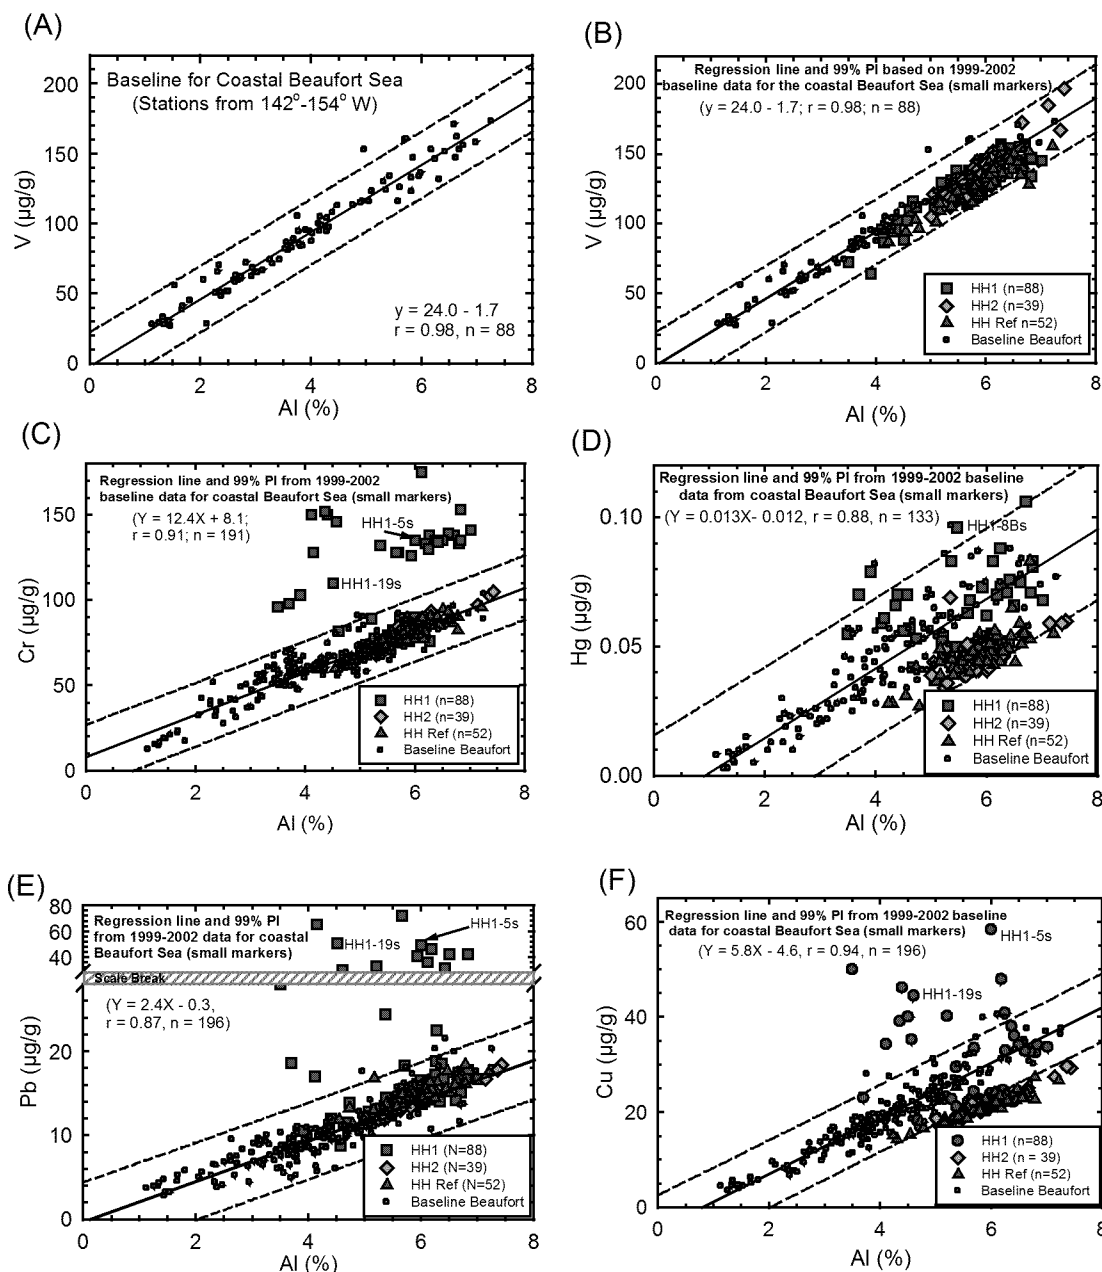 (A)
Baseline for Coastal Beaufort Sea
(Stations from 142°-154° W)
y = 24.0 - 1.7
r = 0.98, n = 88
V (µg/g)
200
150
100
50
0
0 2 4 6 8
Al (%)
(B)
Regression line and 99% PI based on 1999-2002
baseline data for the coastal Beaufort Sea (small markers)
(y = 24.0 - 1.7; r = 0.98; n = 88)
HH1 (n=88)
HH2 (n=39)
HH Ref n=52)
Baseline Beaufort
V (µg/g)
200
150
100
50
0
0 2 4 6 8
Al (%)
(C)
Regression line and 99% PI from 1999-2002
baseline data for coastal Beaufort Sea (small markers)
(Y = 12.4X + 8.1;
r = 0.91; n = 191)
HH1-5s
HH1-19s
HH1 (n=88)
HH2 (n=39)
HH Ref (n=52)
Baseline Beaufort
Cr (µg/g)
150
100
50
0
0 2 4 6 8
Al (%)
(D)
Regression line and 99% PI from 1999-2002 baseline
data from coastal Beaufort Sea (small markers)
(Y = 0.013X- 0.012, r = 0.88, n = 133)
HH1-8Bs
HH1 (n=88)
HH2 (n=39)
HH Ref (n=52)
Baseline Beaufort
Hg (µg/g)
0.10
0.05
0.00
0 2 4 6 8
Al (%)
(E)
Regression line and 99% PI
from 1999-2002 data for coastal
Beaufort Sea (small markers)
HH1-5s
HH1-19s
Scale Break
(Y = 2.4X - 0.3,
r = 0.87, n = 196)
HH1 (N=88)
HH2 (N=39)
HH Ref (N=52)
Baseline Beaufort
Pb (µg/g)
80
60
40
20
10
0
0 2 4 6 8
Al (%)
(F)
Regression line and 99% PI from 1999-2002 baseline
data for coastal Beaufort Sea (small markers)
(Y = 5.8X - 4.6, r = 0.94, n = 196)
HH1-5s
HH1-19s
HH1 (n=88)
HH2 (n = 39)
HH Ref (n=52)
Baseline Beaufort
Cu (µg/g)
60
40
20
0
0 2 4 6 8
Al (%)